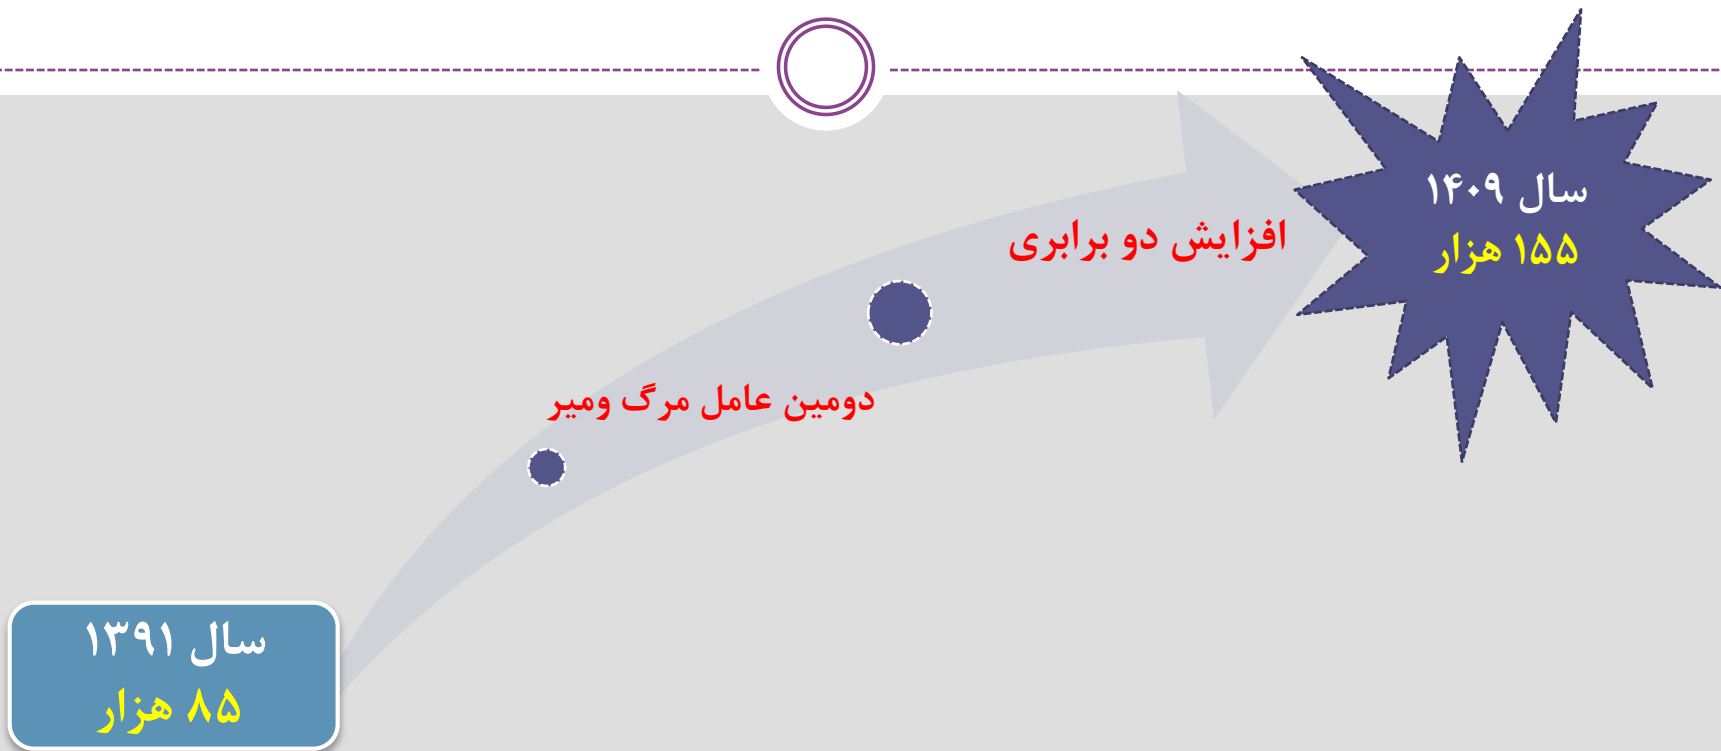 سال ۱۴۰۹
۱۵۵ هزار
افزایش دو برابری
دومین عامل مرگ ومیر
سال ۱۳۹۱
۸۵ هزار